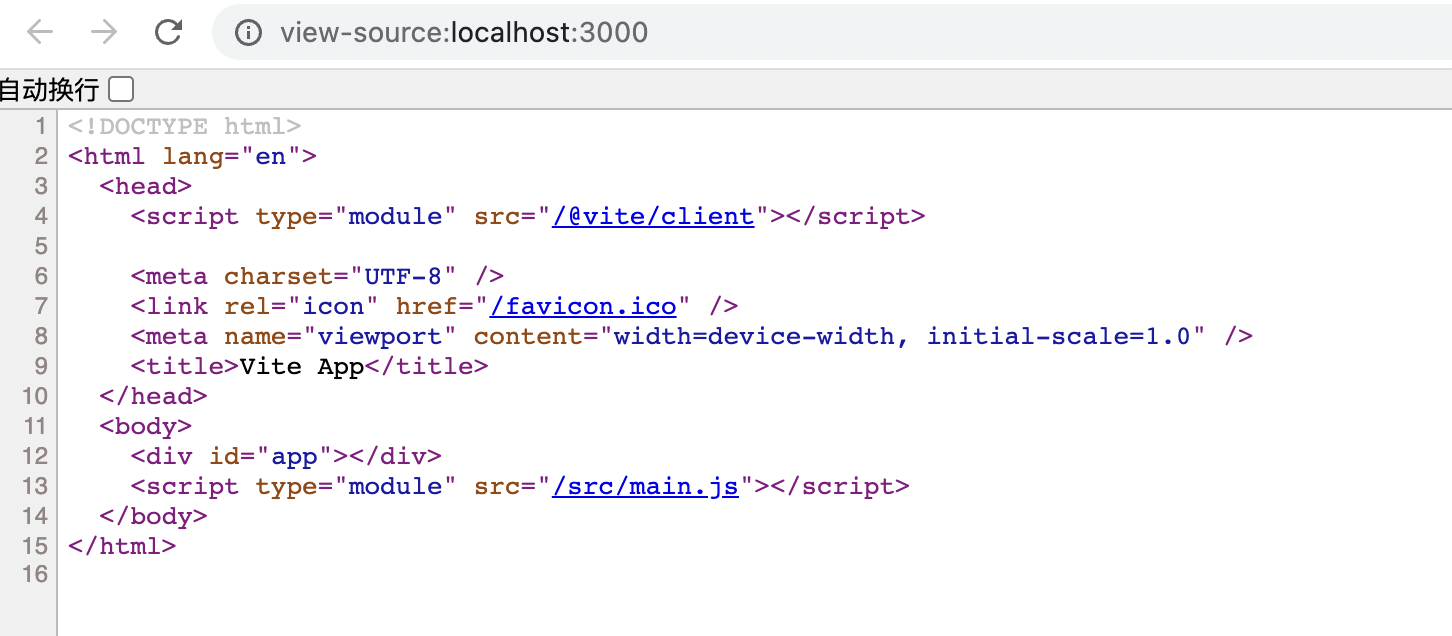 view-source:localhost:3000
自动换行
1 <!DOCTYPE html>
2 <html lang="en">
3   <head>
4     <script type="module" src="/@vite/client"></script>
5
6     <meta charset="UTF-8" />
7     <link rel="icon" href="/favicon.ico" />
8     <meta name="viewport" content="width=device-width, initial-scale=1.0" />
9     <title>Vite App</title>
10   </head>
11   <body>
12     <div id="app"></div>
13     <script type="module" src="/src/main.js"></script>
14   </body>
15 </html>
16